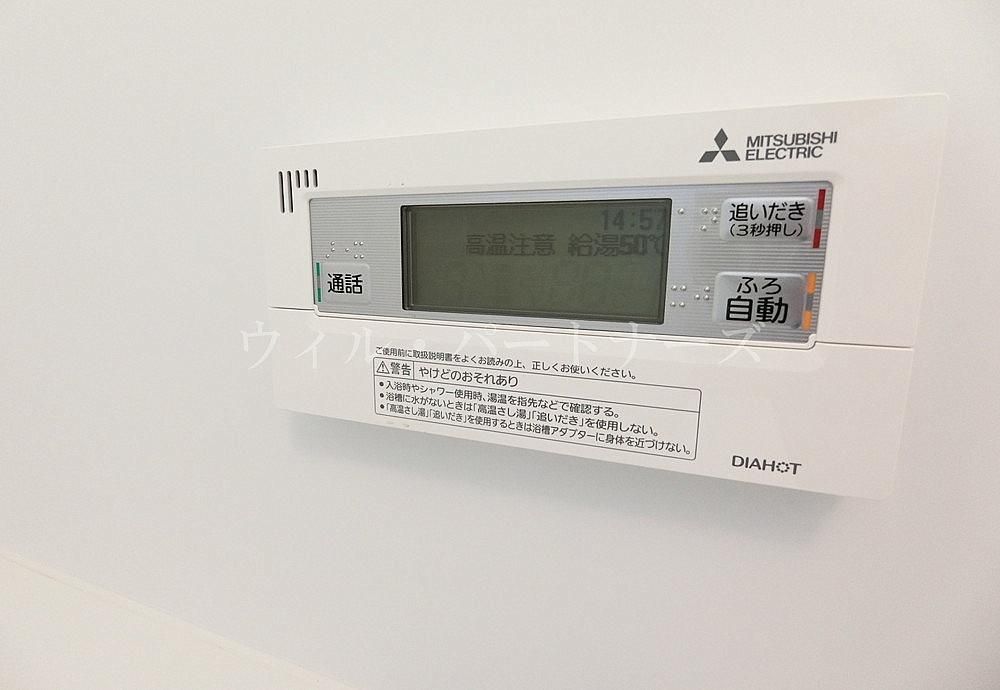 MITSUBISHI
ELECTRIC
14:57
高温注意 給湯50℃
追いだき
(3秒押し)
通話
ふろ
自動
ウィル・パートナーズ
ご使用前に取扱説明書をよくお読みの上、正しくお使いください。
⚠警告 やけどのおそれあり
●入浴時やシャワー使用時、湯温を指先などで確認する。
●浴槽に水がないときは「高温さし湯」「追いだき」を使用しない。
●「高温さし湯」「追いだき」を使用するときは浴槽アダプターに身体を近づけない。
DIAHOT